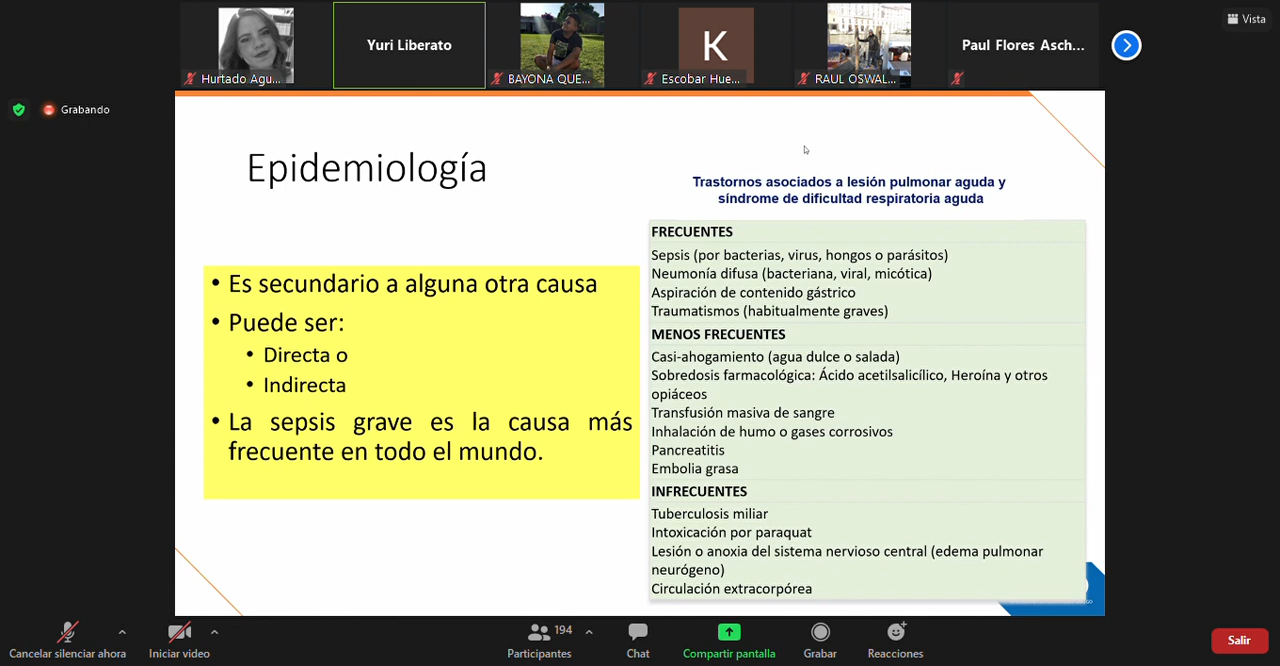 Vista
Yuri Liberato
K
Paul Flores Asch...
Hurtado Agu...
BAYONA QUE...
Escobar Hue...
RAUL OSWAL...
Grabando
Epidemiología
• Es secundario a alguna otra causa
• Puede ser:
• Directa o
• Indirecta
• La sepsis grave es la causa más
frecuente en todo el mundo.
Trastornos asociados a lesión pulmonar aguda y
síndrome de dificultad respiratoria aguda
FRECUENTES
Sepsis (por bacterias, virus, hongos o parásitos)
Neumonía difusa (bacteriana, viral, micótica)
Aspiración de contenido gástrico
Traumatismos (habitualmente graves)
MENOS FRECUENTES
Casi-ahogamiento (agua dulce o salada)
Sobredosis farmacológica: Ácido acetilsalicílico, Heroína y otros
opiáceos
Transfusión masiva de sangre
Inhalación de humo o gases corrosivos
Pancreatitis
Embolia grasa
INFRECUENTES
Tuberculosis miliar
Intoxicación por paraquat
Lesión o anoxia del sistema nervioso central (edema pulmonar
neurógeno)
Circulación extracorpórea
Cancelar silenciar ahora
Iniciar video
194
Participantes
Chat
Compartir pantalla
Grabar
Reacciones
Salir